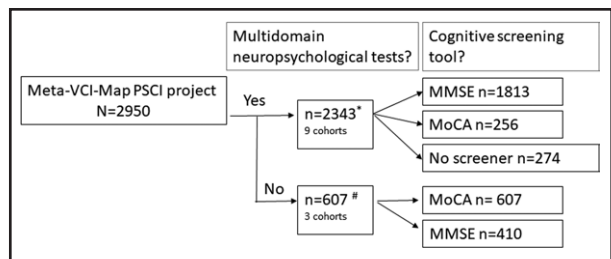 Multidomain
neuropsychological tests?
Cognitive screening
tool?
Meta-VCI-Map PSCI project
N=2950
Yes
n=2343*
9 cohorts
MMSE n=1813
MoCA n=256
No screener n=274
No
n=607 #
3 cohorts
MoCA n= 607
MMSE n=410